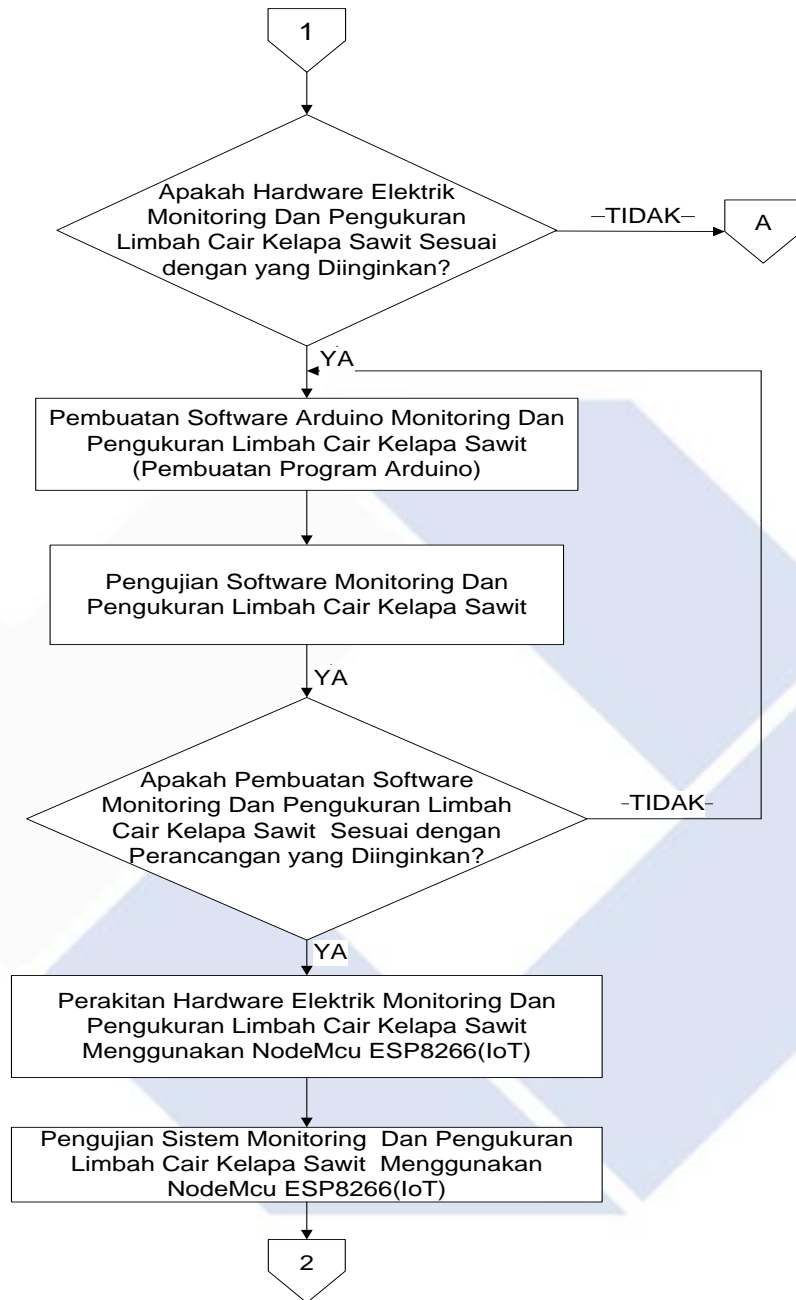 1
Apakah Hardware Elektrik
Monitoring Dan Pengukuran
Limbah Cair Kelapa Sawit Sesuai
dengan yang Diinginkan?
–TIDAK–
A
YA
Pembuatan Software Arduino Monitoring Dan
Pengukuran Limbah Cair Kelapa Sawit
(Pembuatan Program Arduino)
Pengujian Software Monitoring Dan
Pengukuran Limbah Cair Kelapa Sawit
YA
Apakah Pembuatan Software
Monitoring Dan Pengukuran Limbah
Cair Kelapa Sawit Sesuai dengan
Perancangan yang Diinginkan?
–TIDAK–
YA
Perakitan Hardware Elektrik Monitoring Dan
Pengukuran Limbah Cair Kelapa Sawit
Menggunakan NodeMcu ESP8266(IoT)
Pengujian Sistem Monitoring Dan Pengukuran
Limbah Cair Kelapa Sawit Menggunakan
NodeMcu ESP8266(IoT)
2